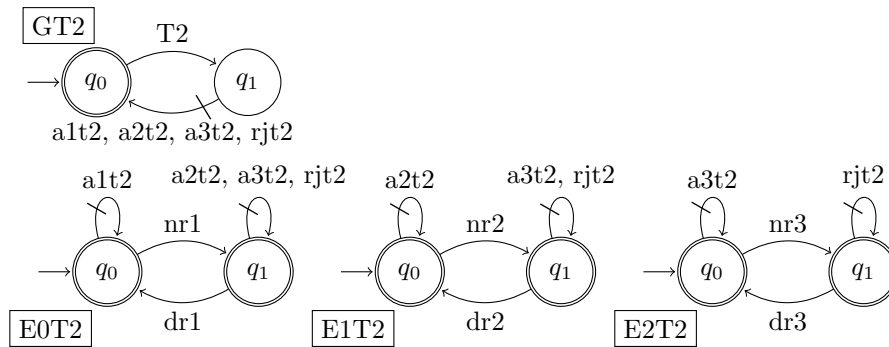 GT2
T2
q0 q1
a1t2, a2t2, a3t2, rjt2
a1t2 a2t2, a3t2, rjt2 a2t2 a3t2, rjt2 a3t2 rjt2
nr1 nr2 nr3
q0 q1 q0 q1 q0 q1
dr1 dr2 dr3
E0T2 E1T2 E2T2